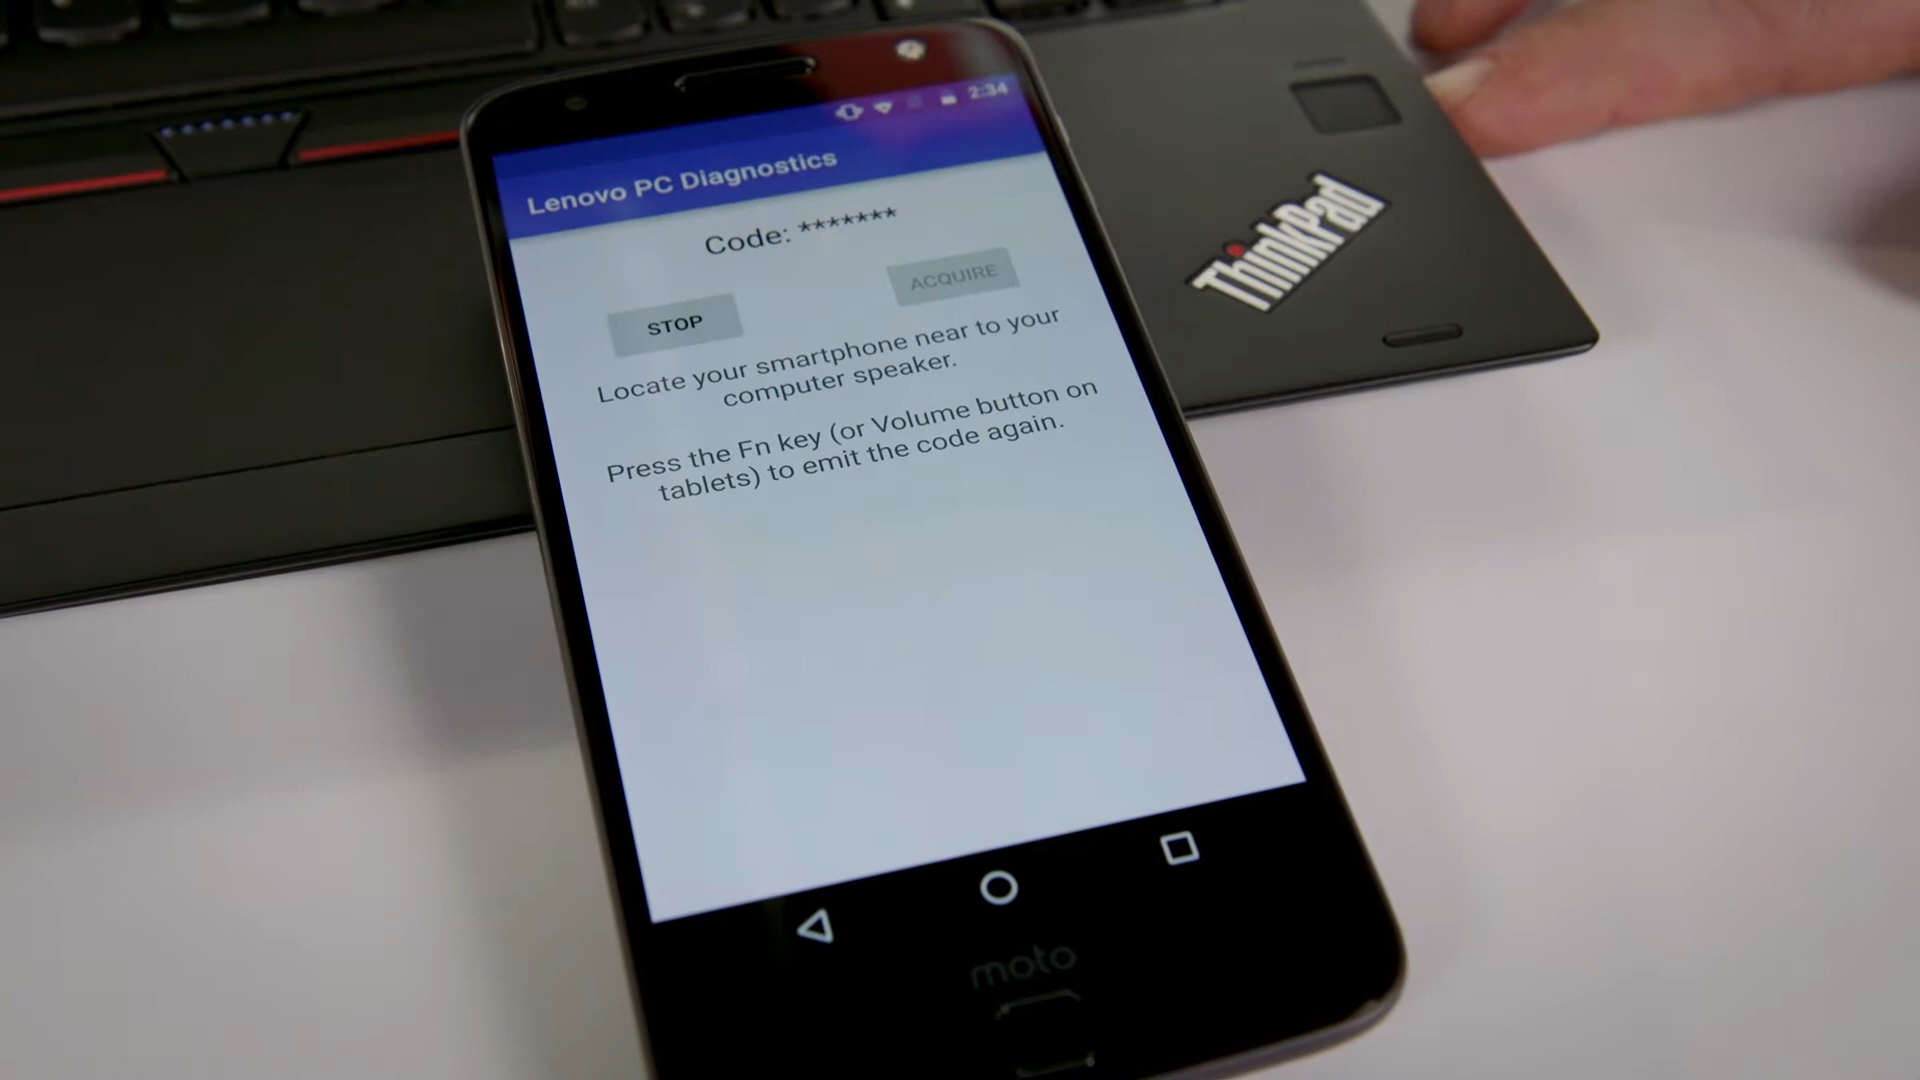 2:34
Lenovo PC Diagnostics
Code: *******
ACQUIRE
STOP
Locate your smartphone near to your
computer speaker.
Press the Fn key (or Volume button on
tablets) to emit the code again.
ThinkPad
moto